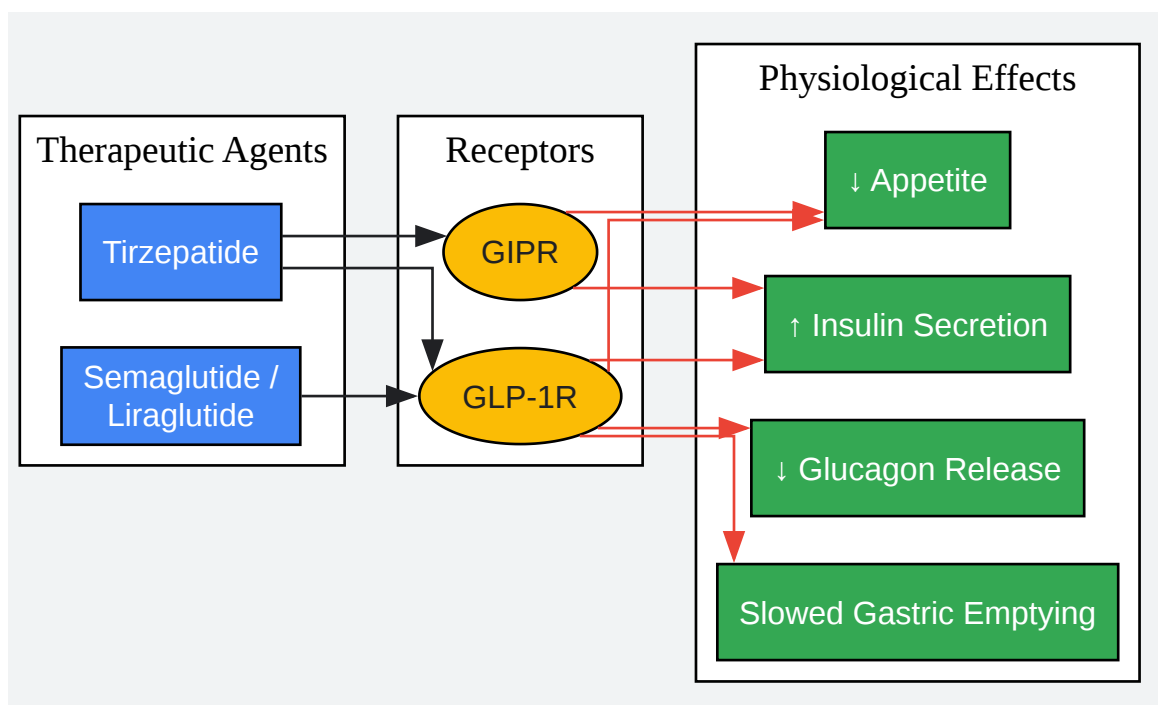 Therapeutic Agents
Tirzepatide
Semaglutide /
Liraglutide
Receptors
GIPR
GLP-1R
Physiological Effects
↓ Appetite
↑ Insulin Secretion
↓ Glucagon Release
Slowed Gastric Emptying